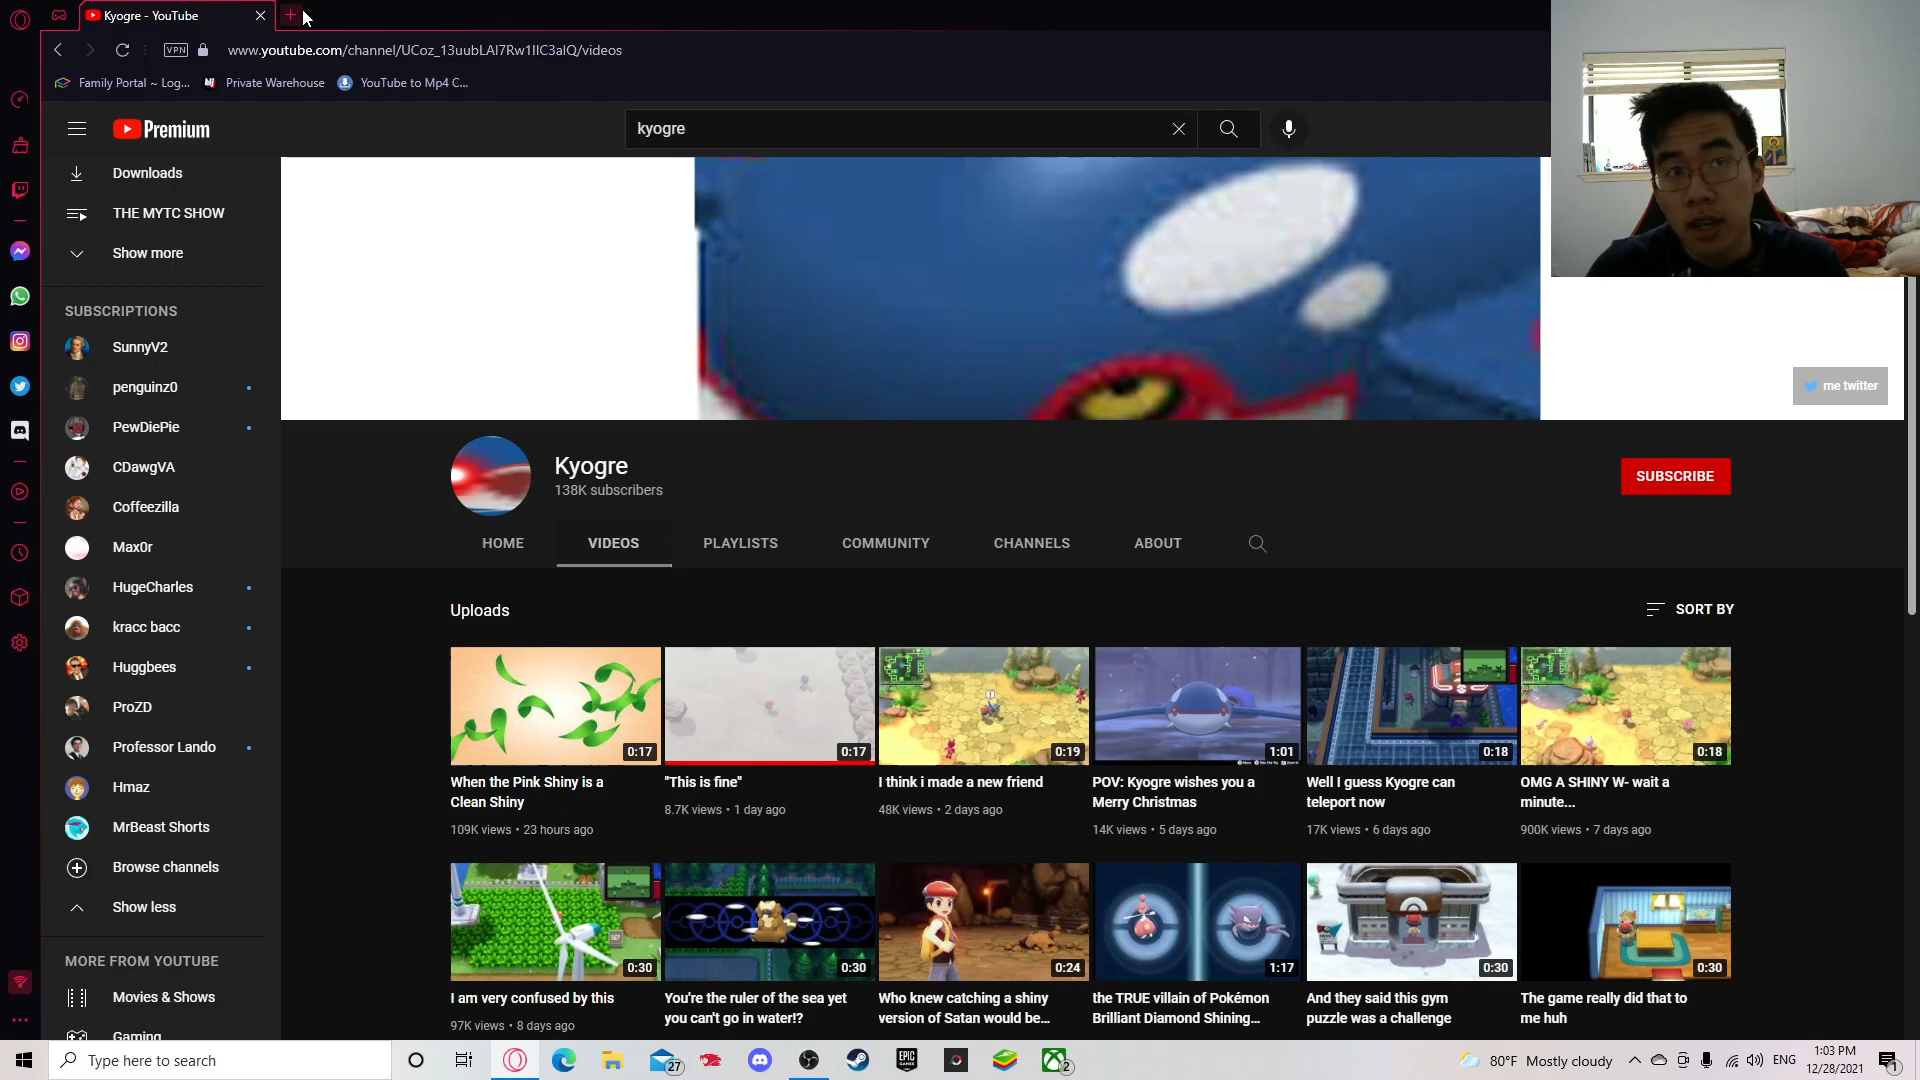 Kyogre - YouTube
VPN
www.youtube.com/channel/UCoz_13uubLAl7Rw1IlC3alQ/videos
Family Portal ~ Log...
Private Warehouse
YouTube to Mp4 C...
Premium
kyogre
Downloads
THE MYTC SHOW
Show more
SUBSCRIPTIONS
SunnyV2
penguinz0
PewDiePie
CDawgVA
Coffeezilla
Max0r
HugeCharles
kracc bacc
Huggbees
ProZD
Professor Lando
Hmaz
MrBeast Shorts
Browse channels
Show less
MORE FROM YOUTUBE
Movies & Shows
Gaming
me twitter
Kyogre
138K subscribers
SUBSCRIBE
HOME
VIDEOS
PLAYLISTS
COMMUNITY
CHANNELS
ABOUT
Uploads
SORT BY
0:17
0:17
0:19
1:01
0:18
0:18
When the Pink Shiny is a
Clean Shiny
109K views • 23 hours ago
"This is fine"
8.7K views • 1 day ago
I think i made a new friend
48K views • 2 days ago
POV: Kyogre wishes you a
Merry Christmas
14K views • 5 days ago
Well I guess Kyogre can
teleport now
17K views • 6 days ago
OMG A SHINY W- wait a
minute...
900K views • 7 days ago
0:30
0:30
0:24
1:17
0:30
0:30
I am very confused by this
97K views • 8 days ago
You're the ruler of the sea yet
you can't go in water!?
Who knew catching a shiny
version of Satan would be...
the TRUE villain of Pokémon
Brilliant Diamond Shining...
And they said this gym
puzzle was a challenge
The game really did that to
me huh
Type here to search
27
EPIC
GAMES
2
80°F Mostly cloudy
ENG
1:03 PM
12/28/2021
1